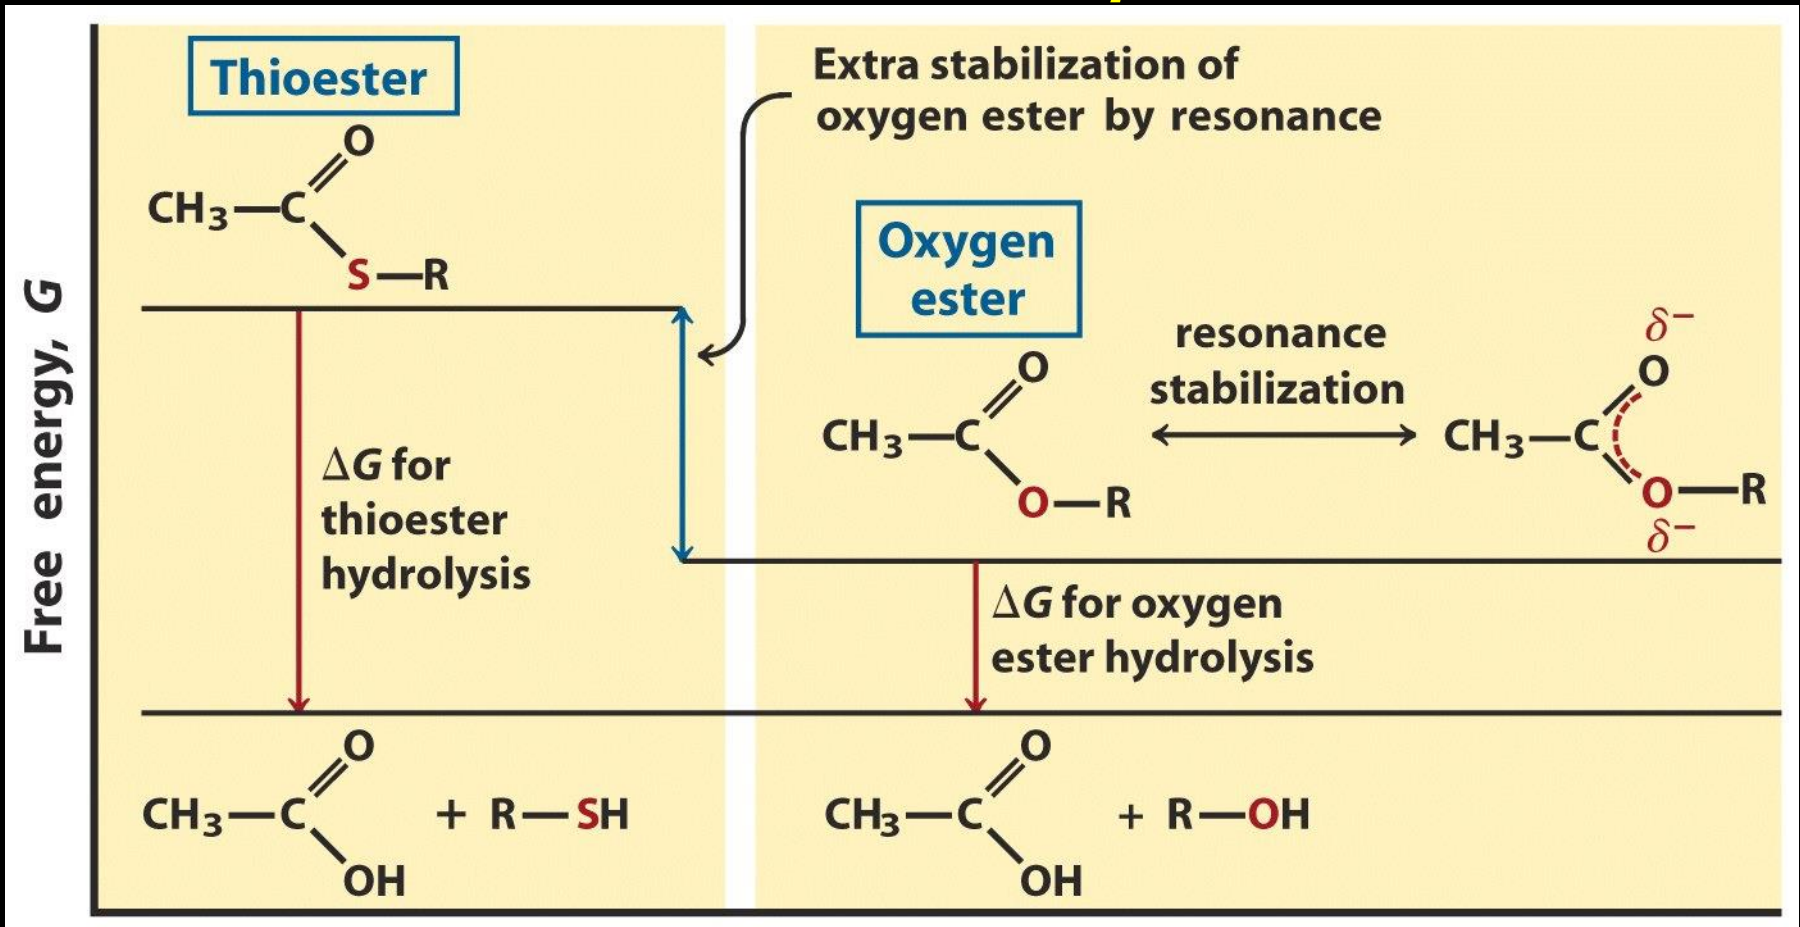 Free energy, G
Thioester
O
CH₃—C
S—R
Extra stabilization of
oxygen ester by resonance
ΔG for
thioester
hydrolysis
Oxygen
ester
O
CH₃—C
O—R
resonance
stabilization
δ−
O
CH₃—C
O—R
δ−
ΔG for oxygen
ester hydrolysis
O
CH₃—C + R—SH
OH
O
CH₃—C + R—OH
OH